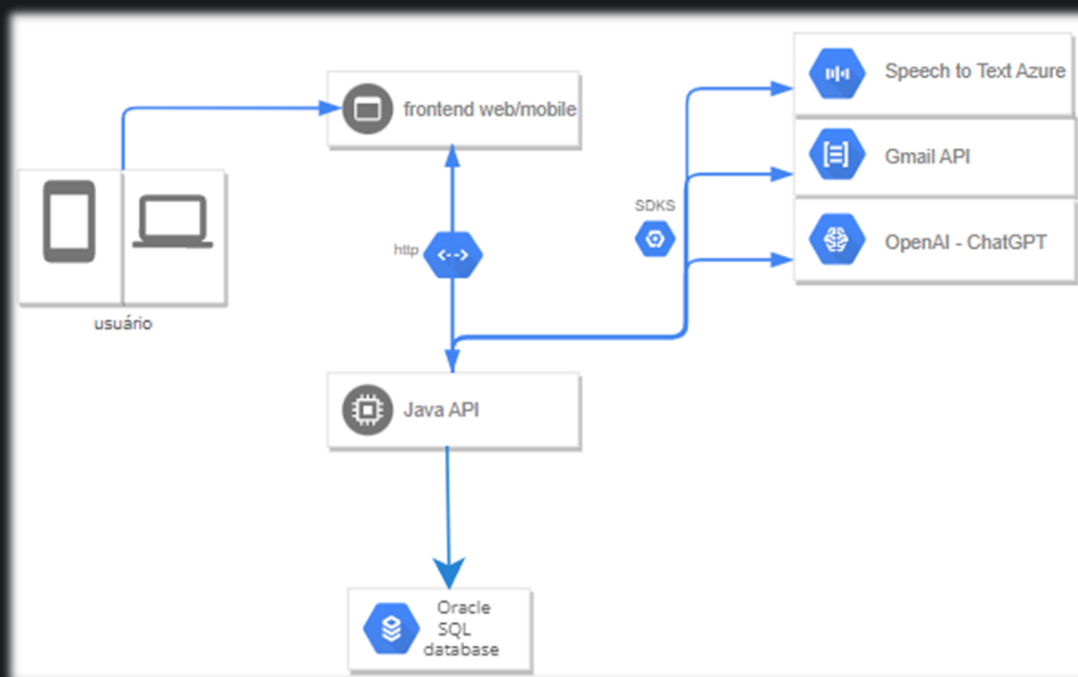 Speech to Text Azure
frontend web/mobile
Gmail API
SDKS
OpenAI - ChatGPT
http
usuário
Java API
Oracle
SQL
database